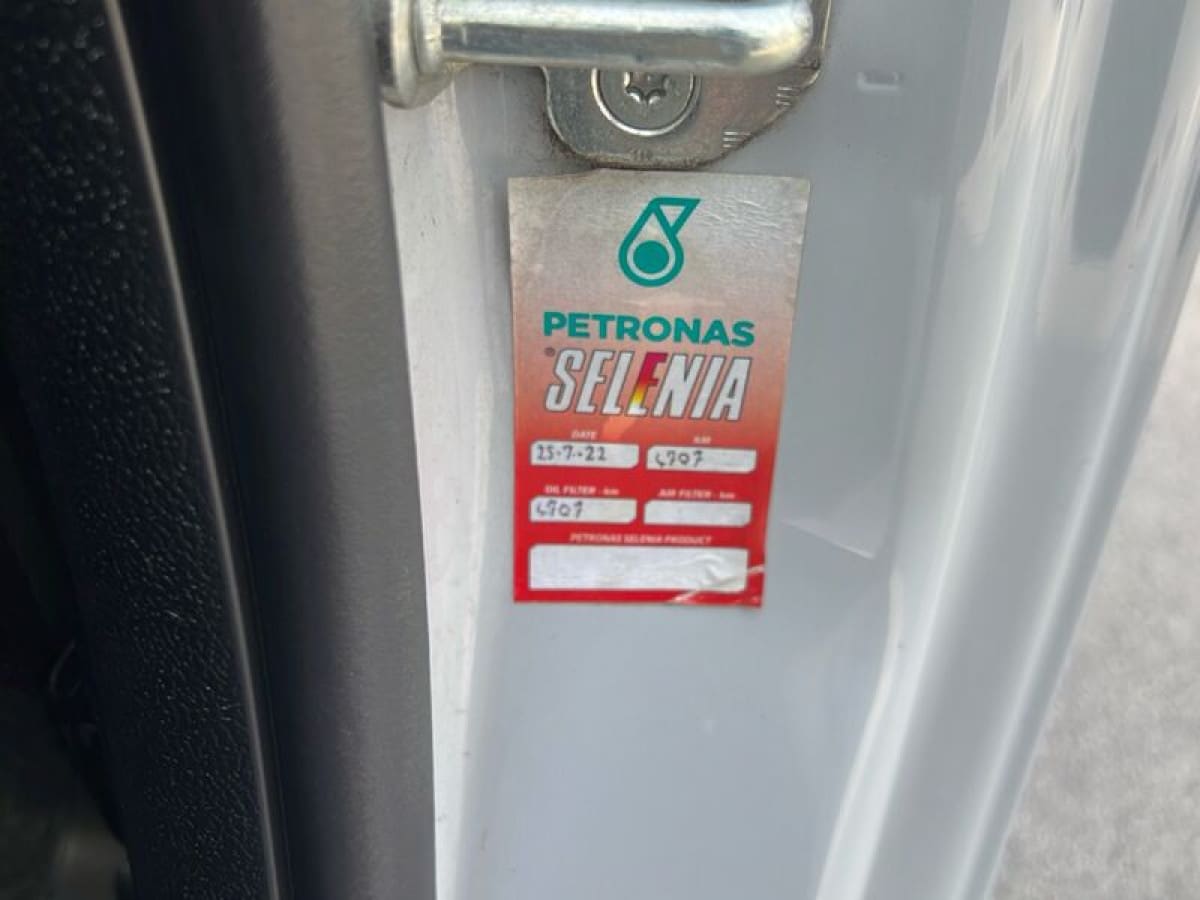 PETRONAS
®SELENIA
DATE KM
25-7-22 4707
OIL FILTER - km AIR FILTER - km
4707
PETRONAS SELENIA PRODUCT